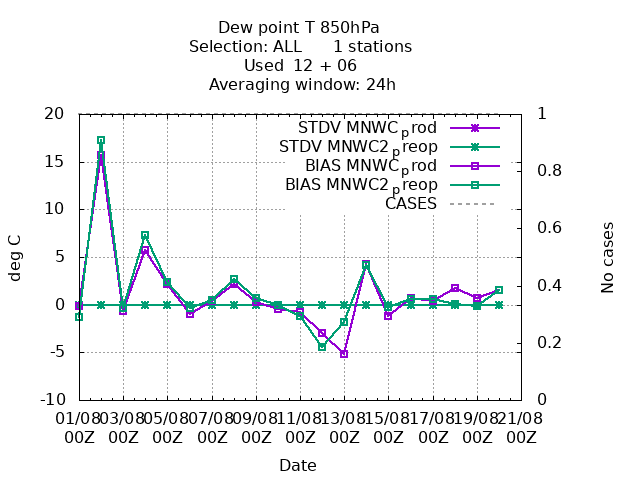 Dew point T 850hPa
Selection: ALL 1 stations
Used 12 + 06
Averaging window: 24h
20
15
10
5
0
-5
-10
deg C
STDV MNWC_prod
STDV MNWC2_preop
BIAS MNWC_prod
BIAS MNWC2_preop
CASES
1
0.8
0.6
0.4
0.2
0
No cases
01/08 03/08 05/08 07/08 09/08 11/08 13/08 15/08 17/08 19/08 21/08
00Z 00Z 00Z 00Z 00Z 00Z 00Z 00Z 00Z 00Z 00Z
Date